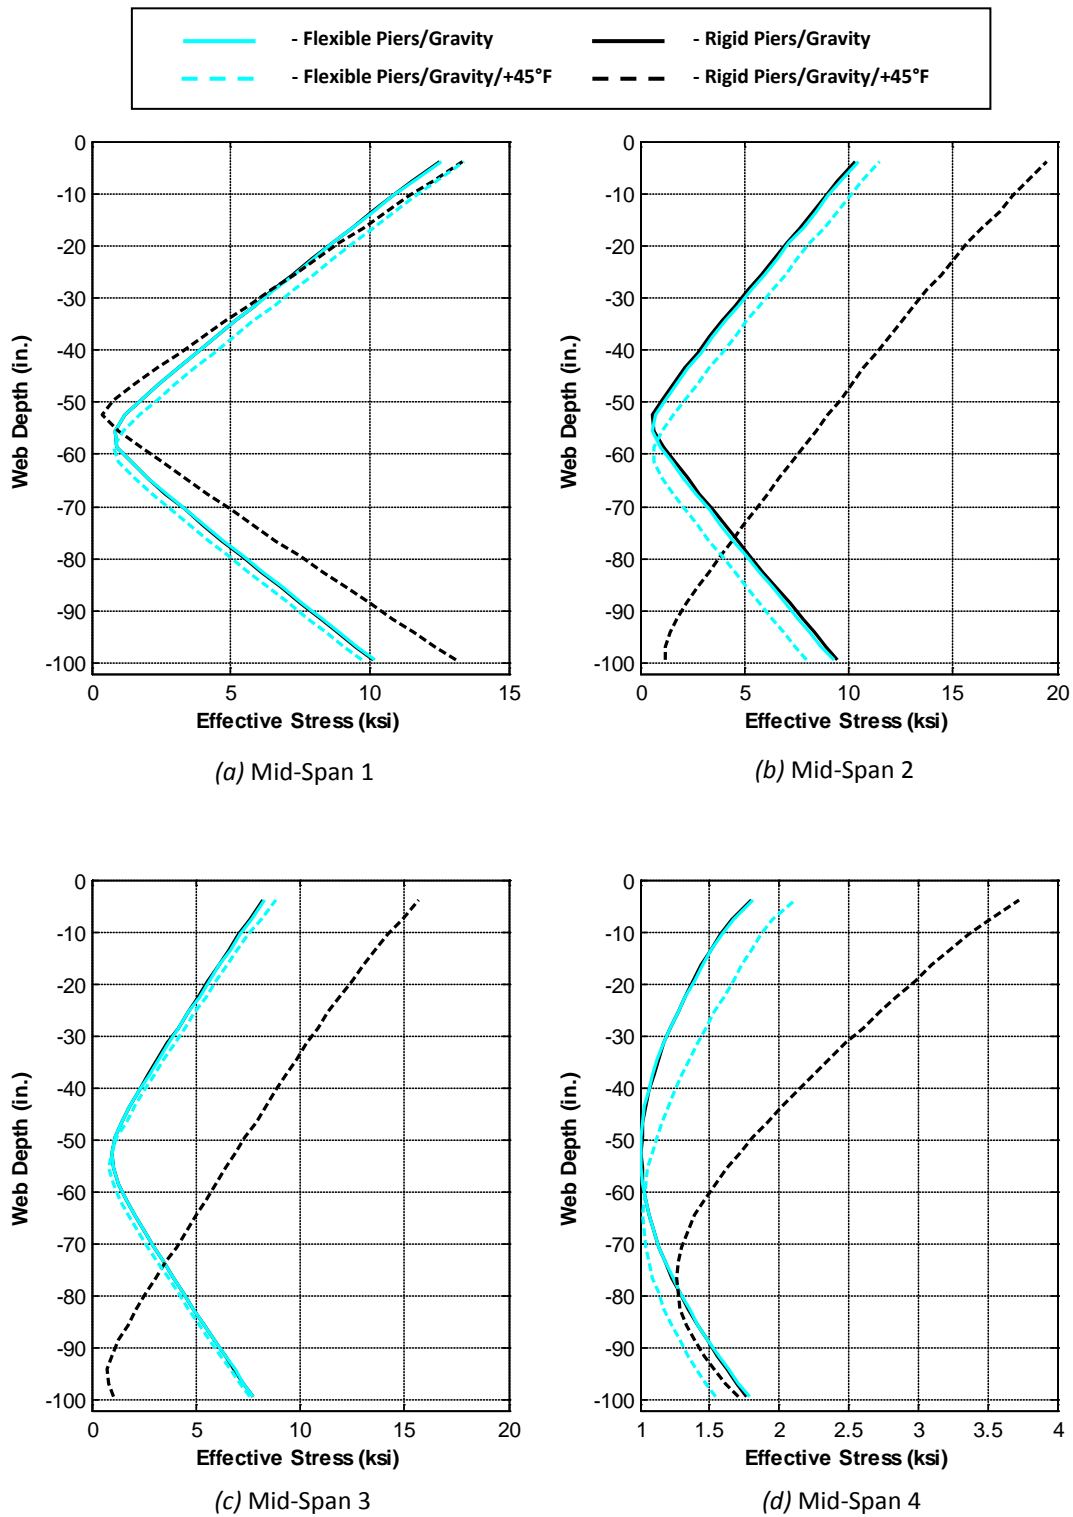 - Flexible Piers/Gravity - Rigid Piers/Gravity
- Flexible Piers/Gravity/+45°F - Rigid Piers/Gravity/+45°F
0
-10
-20
-30
-40
-50
-60
-70
-80
-90
-100
Web Depth (in.)
0 5 10 15
Effective Stress (ksi)
(a) Mid-Span 1
0
-10
-20
-30
-40
-50
-60
-70
-80
-90
-100
Web Depth (in.)
0 5 10 15 20
Effective Stress (ksi)
(b) Mid-Span 2
0
-10
-20
-30
-40
-50
-60
-70
-80
-90
-100
Web Depth (in.)
0 5 10 15 20
Effective Stress (ksi)
(c) Mid-Span 3
0
-10
-20
-30
-40
-50
-60
-70
-80
-90
-100
Web Depth (in.)
1 1.5 2 2.5 3 3.5 4
Effective Stress (ksi)
(d) Mid-Span 4